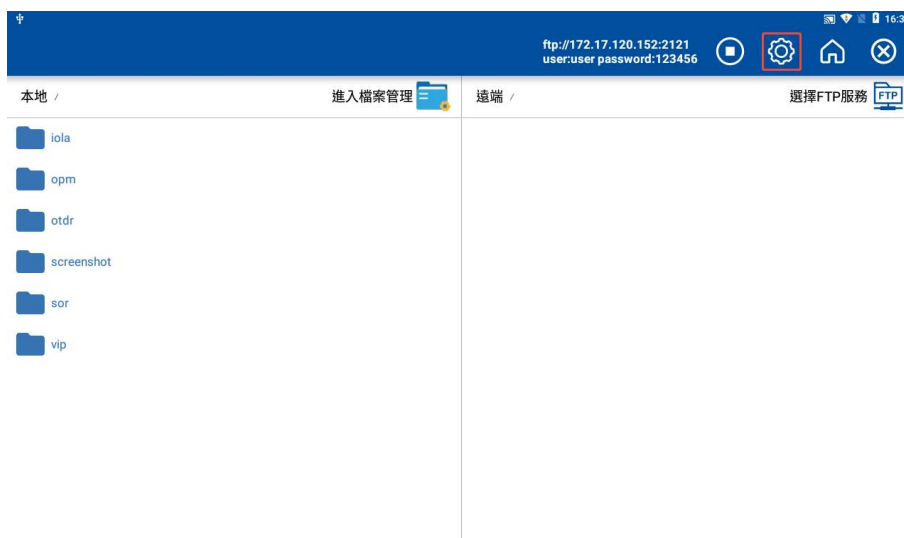 16:3
ftp://172.17.120.152:2121
user:user password:123456
本地 /
進入檔案管理
遠端 /
選擇FTP服務
FTP
iola
opm
otdr
screenshot
sor
vip